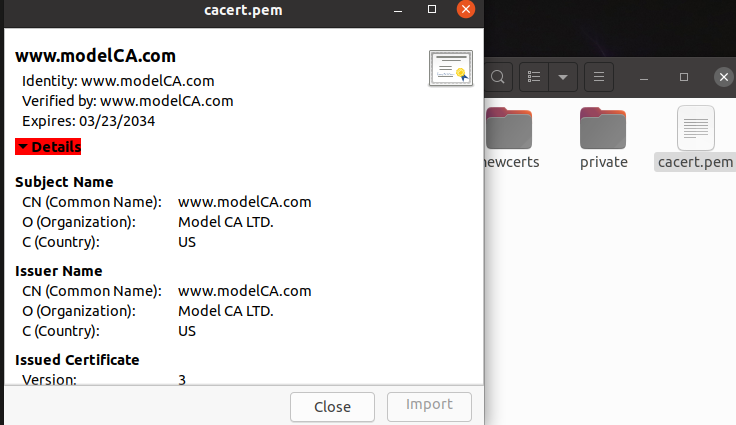 cacert.pem
www.modelCA.com
Identity: www.modelCA.com
Verified by: www.modelCA.com
Expires: 03/23/2034
Details
Subject Name
CN (Common Name): www.modelCA.com
O (Organization): Model CA LTD.
C (Country): US
Issuer Name
CN (Common Name): www.modelCA.com
O (Organization): Model CA LTD.
C (Country): US
Issued Certificate
Version: 3
Close Import
newcerts private cacert.pem